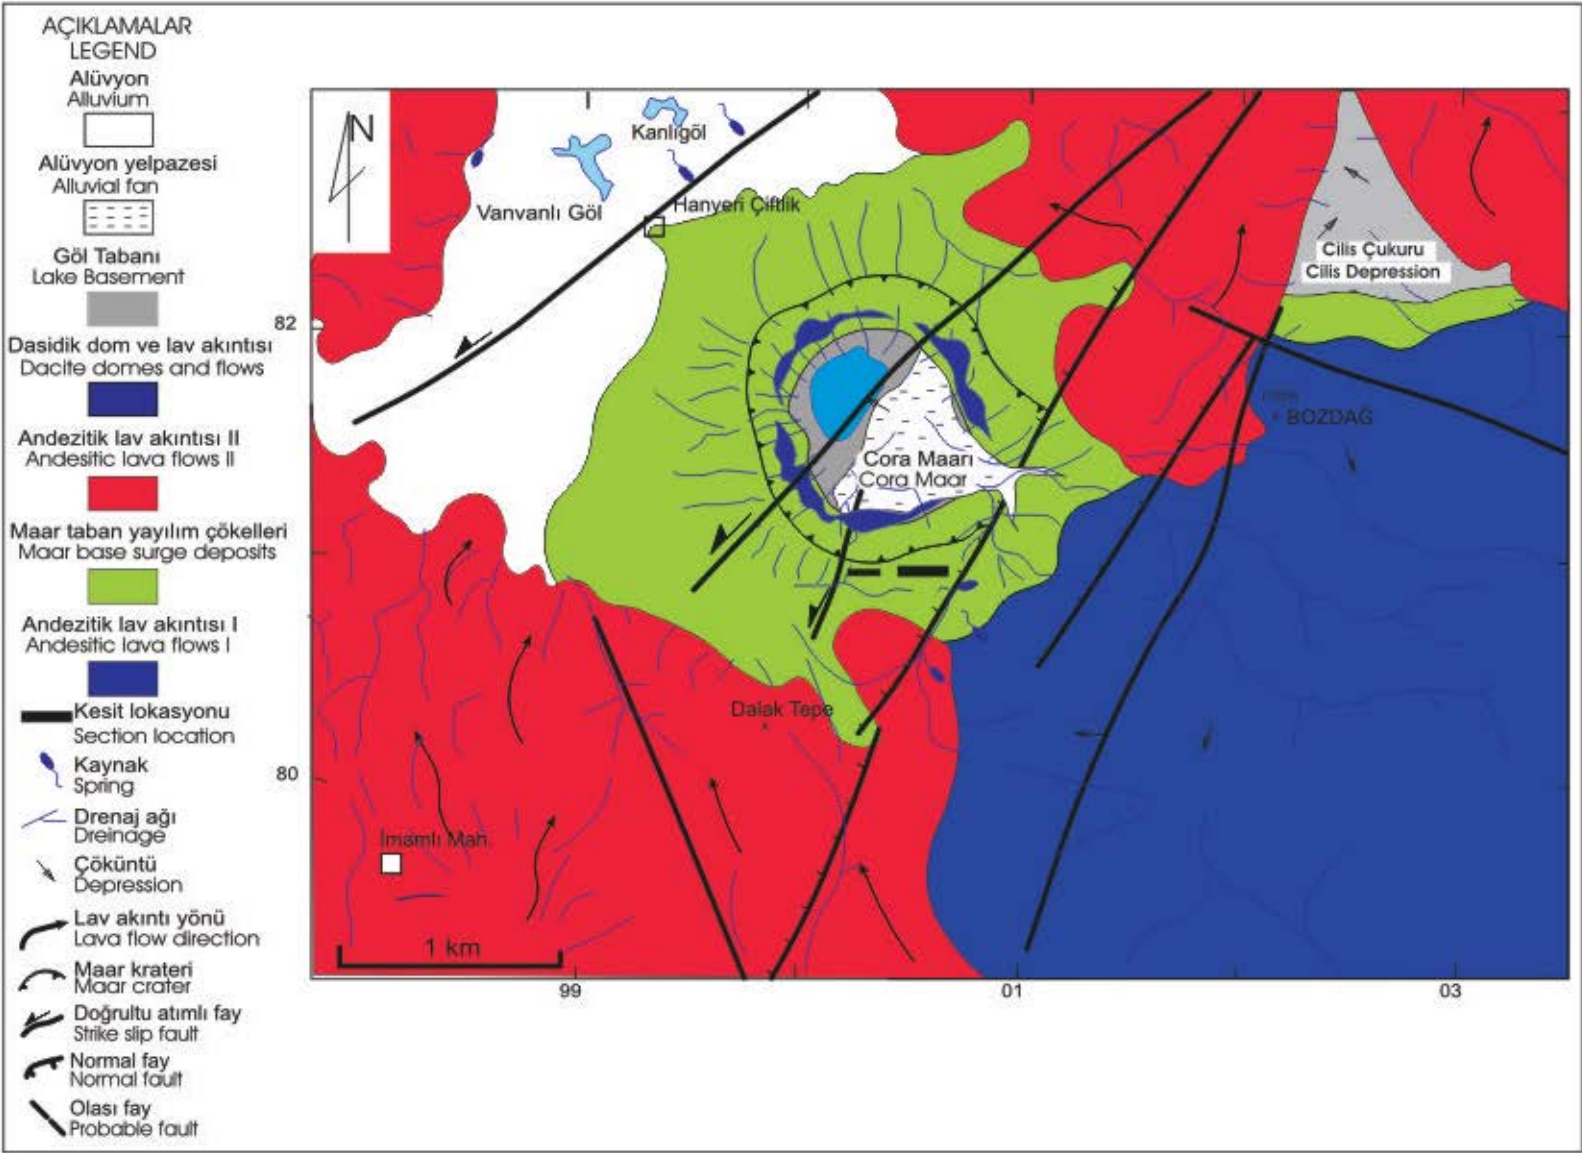 AÇIKLAMALAR
LEGEND
Alüvyon
Alluvium
Alüvyon yelpazesi
Alluvial fan
Göl Tabanı
Lake Basement
Dasidik dom ve lav akıntısı
Dacite domes and flows
Andezitik lav akıntısı II
Andesitic lava flows II
Maar taban yayılım çökelleri
Maar base surge deposits
Andezitik lav akıntısı I
Andesitic lava flows I
Kesit lokasyonu
Section location
Kaynak
Spring
Drenaj ağı
Dreinage
Çöküntü
Depression
Lav akıntı yönü
Lava flow direction
Maar krateri
Maar crater
Doğrultu atımlı fay
Strike slip fault
Normal fay
Normal fault
Olası fay
Probable fault
N
Kanlıgöl
Vanvanlı Göl
Hanyeri Çiftlik
Cilis Çukuru
Cilis Depression
82
BOZDAĞ
Cora Maarı
Cora Maar
Dalak Tepe
80
İmamlı Mah.
1 km
99
01
03